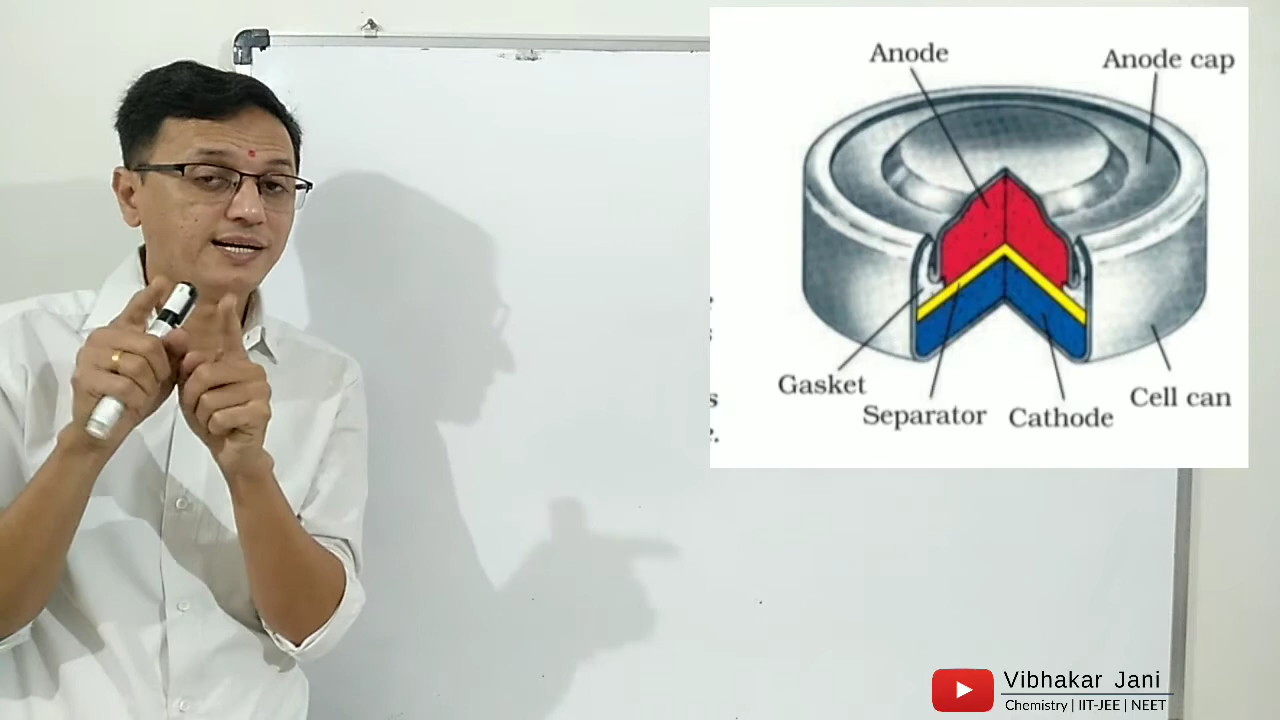 Anode
Anode cap
Gasket
Separator
Cathode
Cell can
Vibhakar Jani
Chemistry | IIT-JEE | NEET